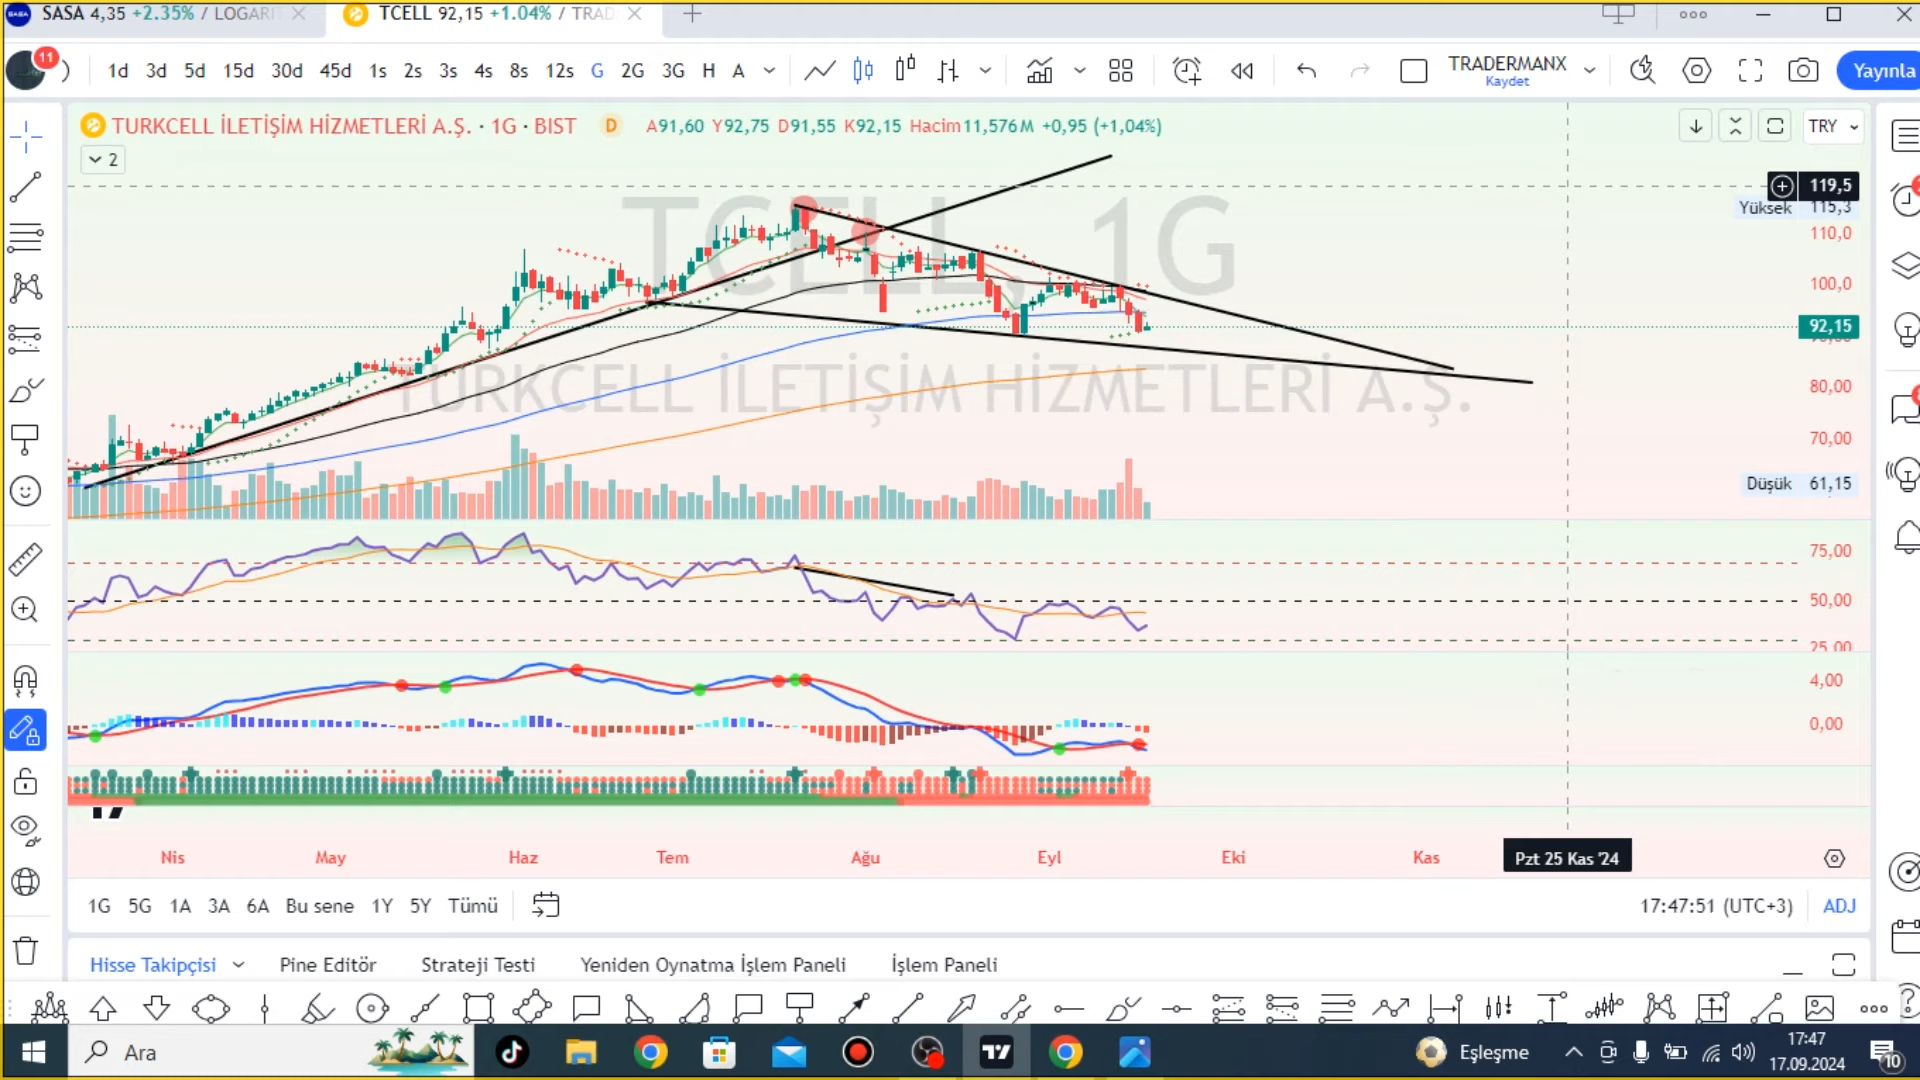 SASA 4,35 +2.35% / LOGARIT
TCELL 92,15 +1.04% / TRAD
11
1d 3d 5d 15d 30d 45d 1s 2s 3s 4s 8s 12s G 2G 3G H A
TRADERMANX
Kaydet
Yayınla
TURKCELL İLETİŞİM HİZMETLERİ A.Ş. · 1G · BIST D A91,60 Y92,75 D91,55 K92,15 Hacim11,576M +0,95 (+1,04%)
TRY
2
119,5
Yüksek 115,3
110,0
100,0
92,15
80,00
70,00
Düşük 61,15
TCELL, 1G
TURKCELL İLETİŞİM HİZMETLERİ A.Ş.
75,00
50,00
25,00
4,00
0,00
Nis May Haz Tem Ağu Eyl Eki Kas Pzt 25 Kas '24
1G 5G 1A 3A 6A Bu sene 1Y 5Y Tümü
17:47:51 (UTC+3) ADJ
Hisse Takipçisi Pine Editör Strateji Testi Yeniden Oynatma İşlem Paneli İşlem Paneli
Ara
Eşleşme
17:47
17.09.2024
10